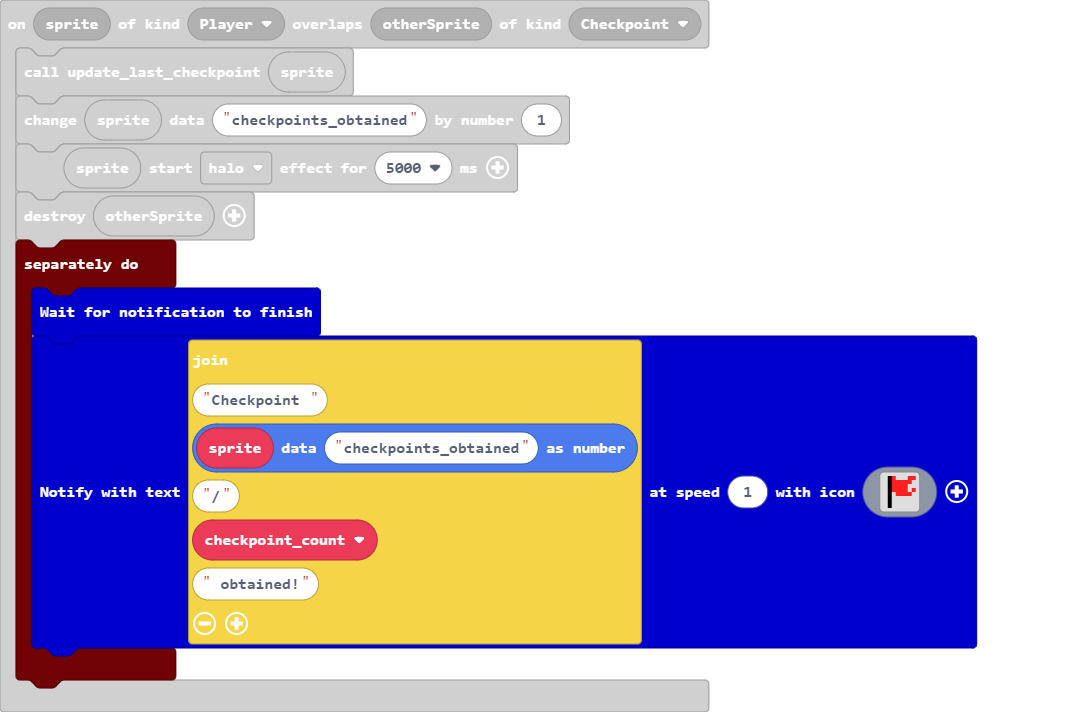 on sprite of kind Player overlaps otherSprite of kind Checkpoint
call update_last_checkpoint sprite
change sprite data "checkpoints_obtained" by number 1
sprite start halo effect for 5000 ms
destroy otherSprite
separately do
Wait for notification to finish
join
"Checkpoint "
sprite data "checkpoints_obtained" as number
Notify with text "/" at speed 1 with icon
checkpoint_count
" obtained!"